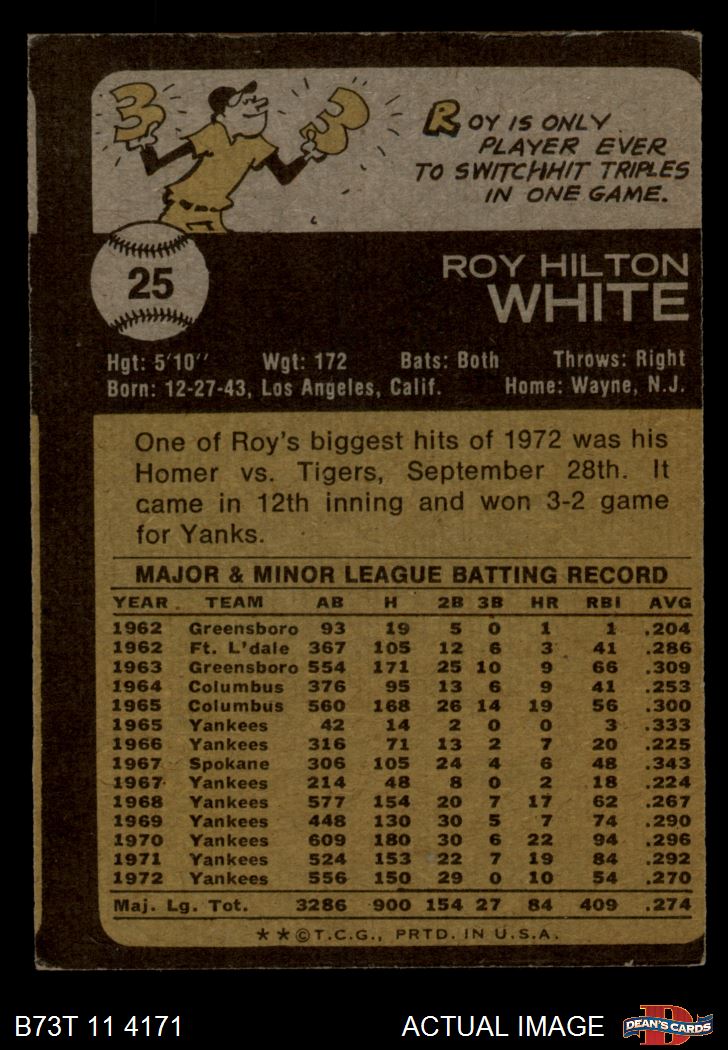 3 3
ROY IS ONLY
PLAYER EVER
TO SWITCHHIT TRIPLES
IN ONE GAME.
25
ROY HILTON
WHITE
Hgt: 5'10" Wgt: 172 Bats: Both Throws: Right
Born: 12-27-43, Los Angeles, Calif. Home: Wayne, N.J.
One of Roy's biggest hits of 1972 was his
Homer vs. Tigers, September 28th. It
came in 12th inning and won 3-2 game
for Yanks.
MAJOR & MINOR LEAGUE BATTING RECORD
YEAR TEAM AB H 2B 3B HR RBI AVG
1962 Greensboro 93 19 5 0 1 1 .204
1962 Ft. L'dale 367 105 12 6 3 41 .286
1963 Greensboro 554 171 25 10 9 66 .309
1964 Columbus 376 95 13 6 9 41 .253
1965 Columbus 560 168 26 14 19 56 .300
1965 Yankees 42 14 2 0 0 3 .333
1966 Yankees 316 71 13 2 7 20 .225
1967 Spokane 306 105 24 4 6 48 .343
1967 Yankees 214 48 8 0 2 18 .224
1968 Yankees 577 154 20 7 17 62 .267
1969 Yankees 448 130 30 5 7 74 .290
1970 Yankees 609 180 30 6 22 94 .296
1971 Yankees 524 153 22 7 19 84 .292
1972 Yankees 556 150 29 0 10 54 .270
Maj. Lg. Tot. 3286 900 154 27 84 409 .274
★★©T.C.G., PRTD. IN U.S.A.
B73T 11 4171 ACTUAL IMAGE D DEAN'S CARDS